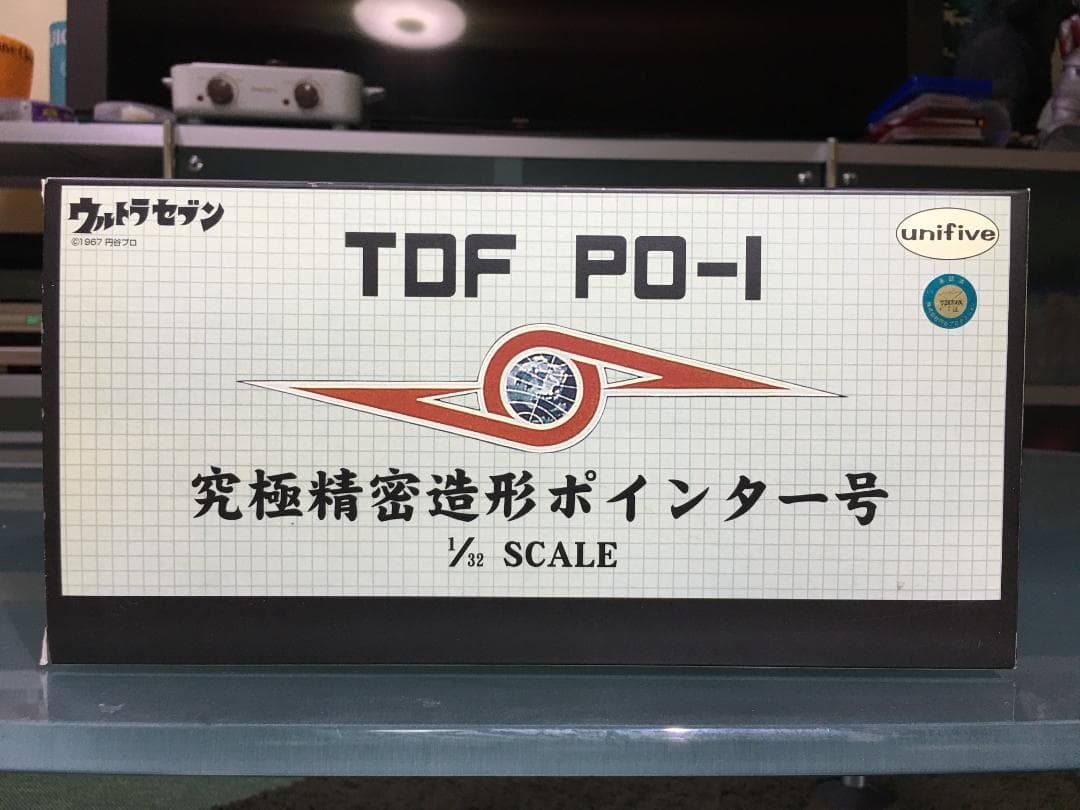 ウルトラセブン
©1967 円谷プロ
TDF PO-1
unifive
究極精密造形ポインター号
1/32 SCALE